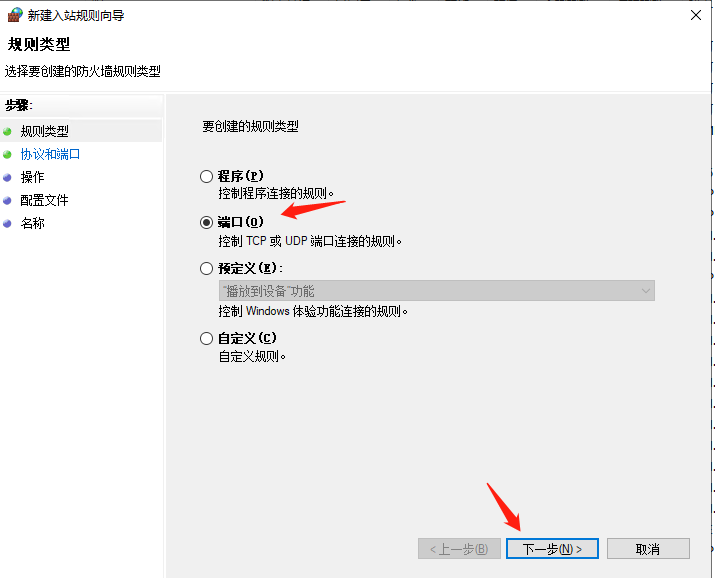 新建入站规则向导
规则类型
选择要创建的防火墙规则类型
步骤:
规则类型
协议和端口
操作
配置文件
名称
要创建的规则类型
程序(P)
控制程序连接的规则。
端口(O)
控制 TCP 或 UDP 端口连接的规则。
预定义(E):
"播放到设备"功能
控制 Windows 体验功能连接的规则。
自定义(C)
自定义规则。
< 上一步(B)
下一步(N) >
取消